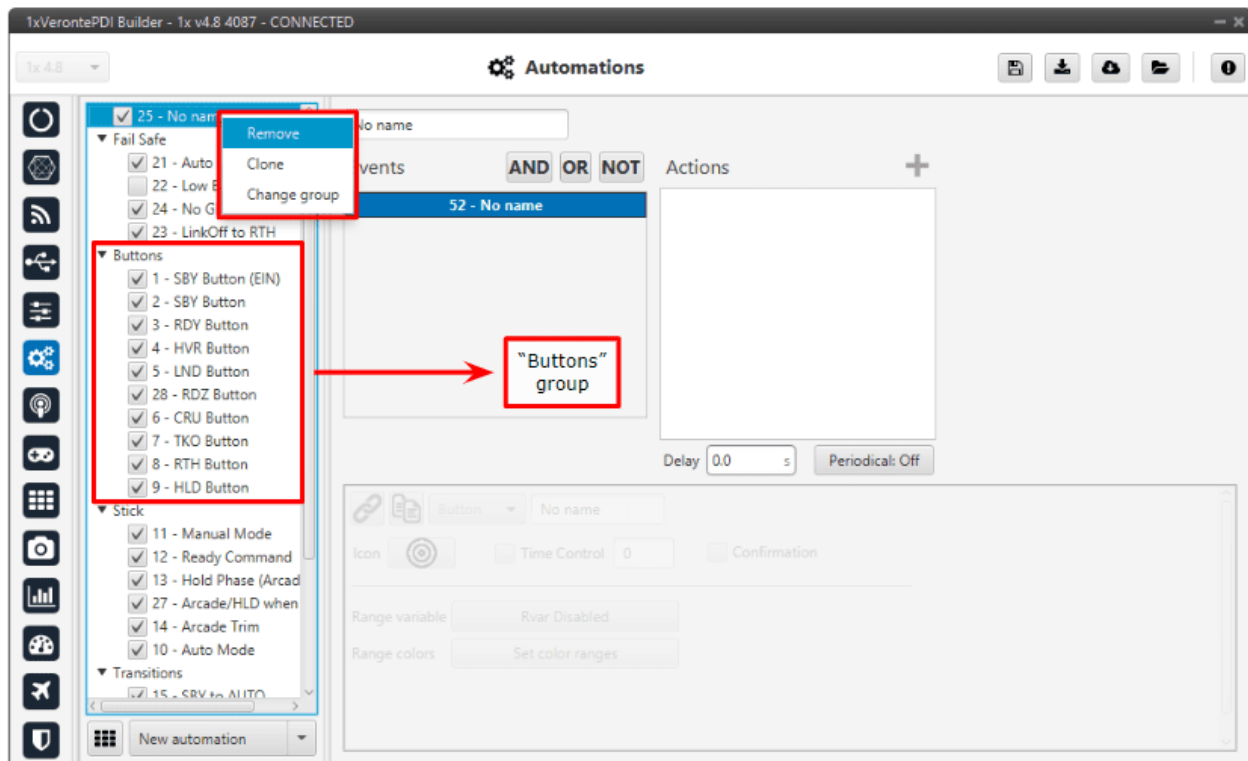 1xVerontePDI Builder - 1x v4.8 4087 - CONNECTED
1x 4.8
Automations
25 - No nam
Fail Safe
21 - Auto
22 - Low
24 - No G
23 - LinkOff to RTH
Buttons
1 - SBY Button (EIN)
2 - SBY Button
3 - RDY Button
4 - HVR Button
5 - LND Button
28 - RDZ Button
6 - CRU Button
7 - TKO Button
8 - RTH Button
9 - HLD Button
Stick
11 - Manual Mode
12 - Ready Command
13 - Hold Phase (Arcad
27 - Arcade/HLD when
14 - Arcade Trim
10 - Auto Mode
Transitions
15 - SBY to AUTO
New automation
Remove
Clone
Change group
No name
vents
AND OR NOT
52 - No name
"Buttons"
group
Actions
Delay 0.0 s
Periodical: Off
Button
No name
Icon
Time Control 0
Confirmation
Range variable
Rvar Disabled
Range colors
Set color ranges